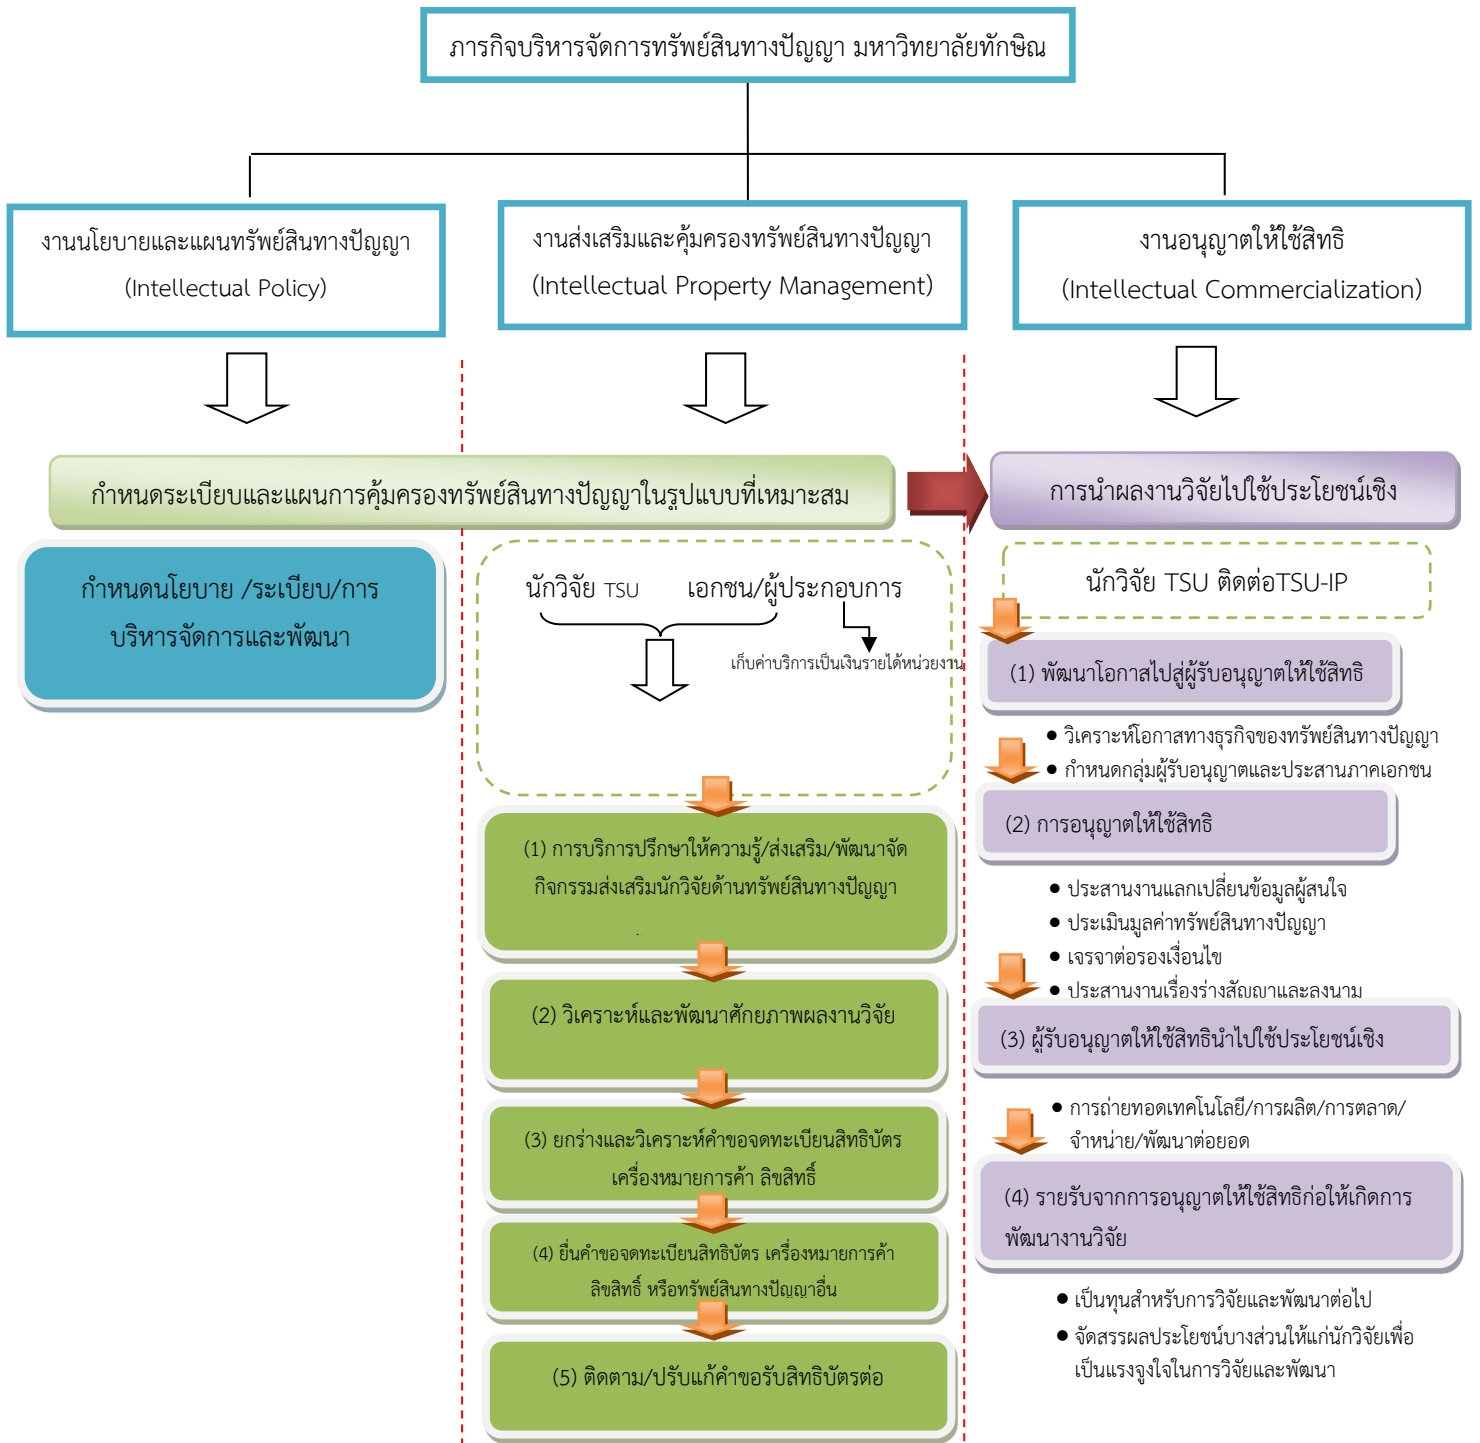 ภารกิจบริหารจัดการทรัพย์สินทางปัญญา มหาวิทยาลัยทักษิณ
งานนโยบายและแผนทรัพย์สินทางปัญญา
(Intellectual Policy)
งานส่งเสริมและคุ้มครองทรัพย์สินทางปัญญา
(Intellectual Property Management)
งานอนุญาตให้ใช้สิทธิ
(Intellectual Commercialization)
กำหนดระเบียบและแผนการคุ้มครองทรัพย์สินทางปัญญาในรูปแบบที่เหมาะสม
การนำผลงานวิจัยไปใช้ประโยชน์เชิง
กำหนดนโยบาย /ระเบียบ/การ
บริหารจัดการและพัฒนา
นักวิจัย TSU
เอกชน/ผู้ประกอบการ
เก็บค่าบริการเป็นเงินรายได้หน่วยงาน
(1) การบริการปรึกษาให้ความรู้/ส่งเสริม/พัฒนาจัด
กิจกรรมส่งเสริมนักวิจัยด้านทรัพย์สินทางปัญญา
(2) วิเคราะห์และพัฒนาศักยภาพผลงานวิจัย
(3) ยกร่างและวิเคราะห์คำขอจดทะเบียนสิทธิบัตร
เครื่องหมายการค้า ลิขสิทธิ์
(4) ยื่นคำขอจดทะเบียนสิทธิบัตร เครื่องหมายการค้า
ลิขสิทธิ์ หรือทรัพย์สินทางปัญญาอื่น
(5) ติดตาม/ปรับแก้คำขอรับสิทธิบัตรต่อ
นักวิจัย TSU ติดต่อTSU-IP
(1) พัฒนาโอกาสไปสู่ผู้รับอนุญาตให้ใช้สิทธิ
● วิเคราะห์โอกาสทางธุรกิจของทรัพย์สินทางปัญญา
● กำหนดกลุ่มผู้รับอนุญาตและประสานภาคเอกชน
(2) การอนุญาตให้ใช้สิทธิ
● ประสานงานแลกเปลี่ยนข้อมูลผู้สนใจ
● ประเมินมูลค่าทรัพย์สินทางปัญญา
● เจรจาต่อรองเงื่อนไข
● ประสานงานเรื่องร่างสัญญาและลงนาม
(3) ผู้รับอนุญาตให้ใช้สิทธินำไปใช้ประโยชน์เชิง
● การถ่ายทอดเทคโนโลยี/การผลิต/การตลาด/
จำหน่าย/พัฒนาต่อยอด
(4) รายรับจากการอนุญาตให้ใช้สิทธิก่อให้เกิดการ
พัฒนางานวิจัย
● เป็นทุนสำหรับการวิจัยและพัฒนาต่อไป
● จัดสรรผลประโยชน์บางส่วนให้แก่นักวิจัยเพื่อ
เป็นแรงจูงใจในการวิจัยและพัฒนา